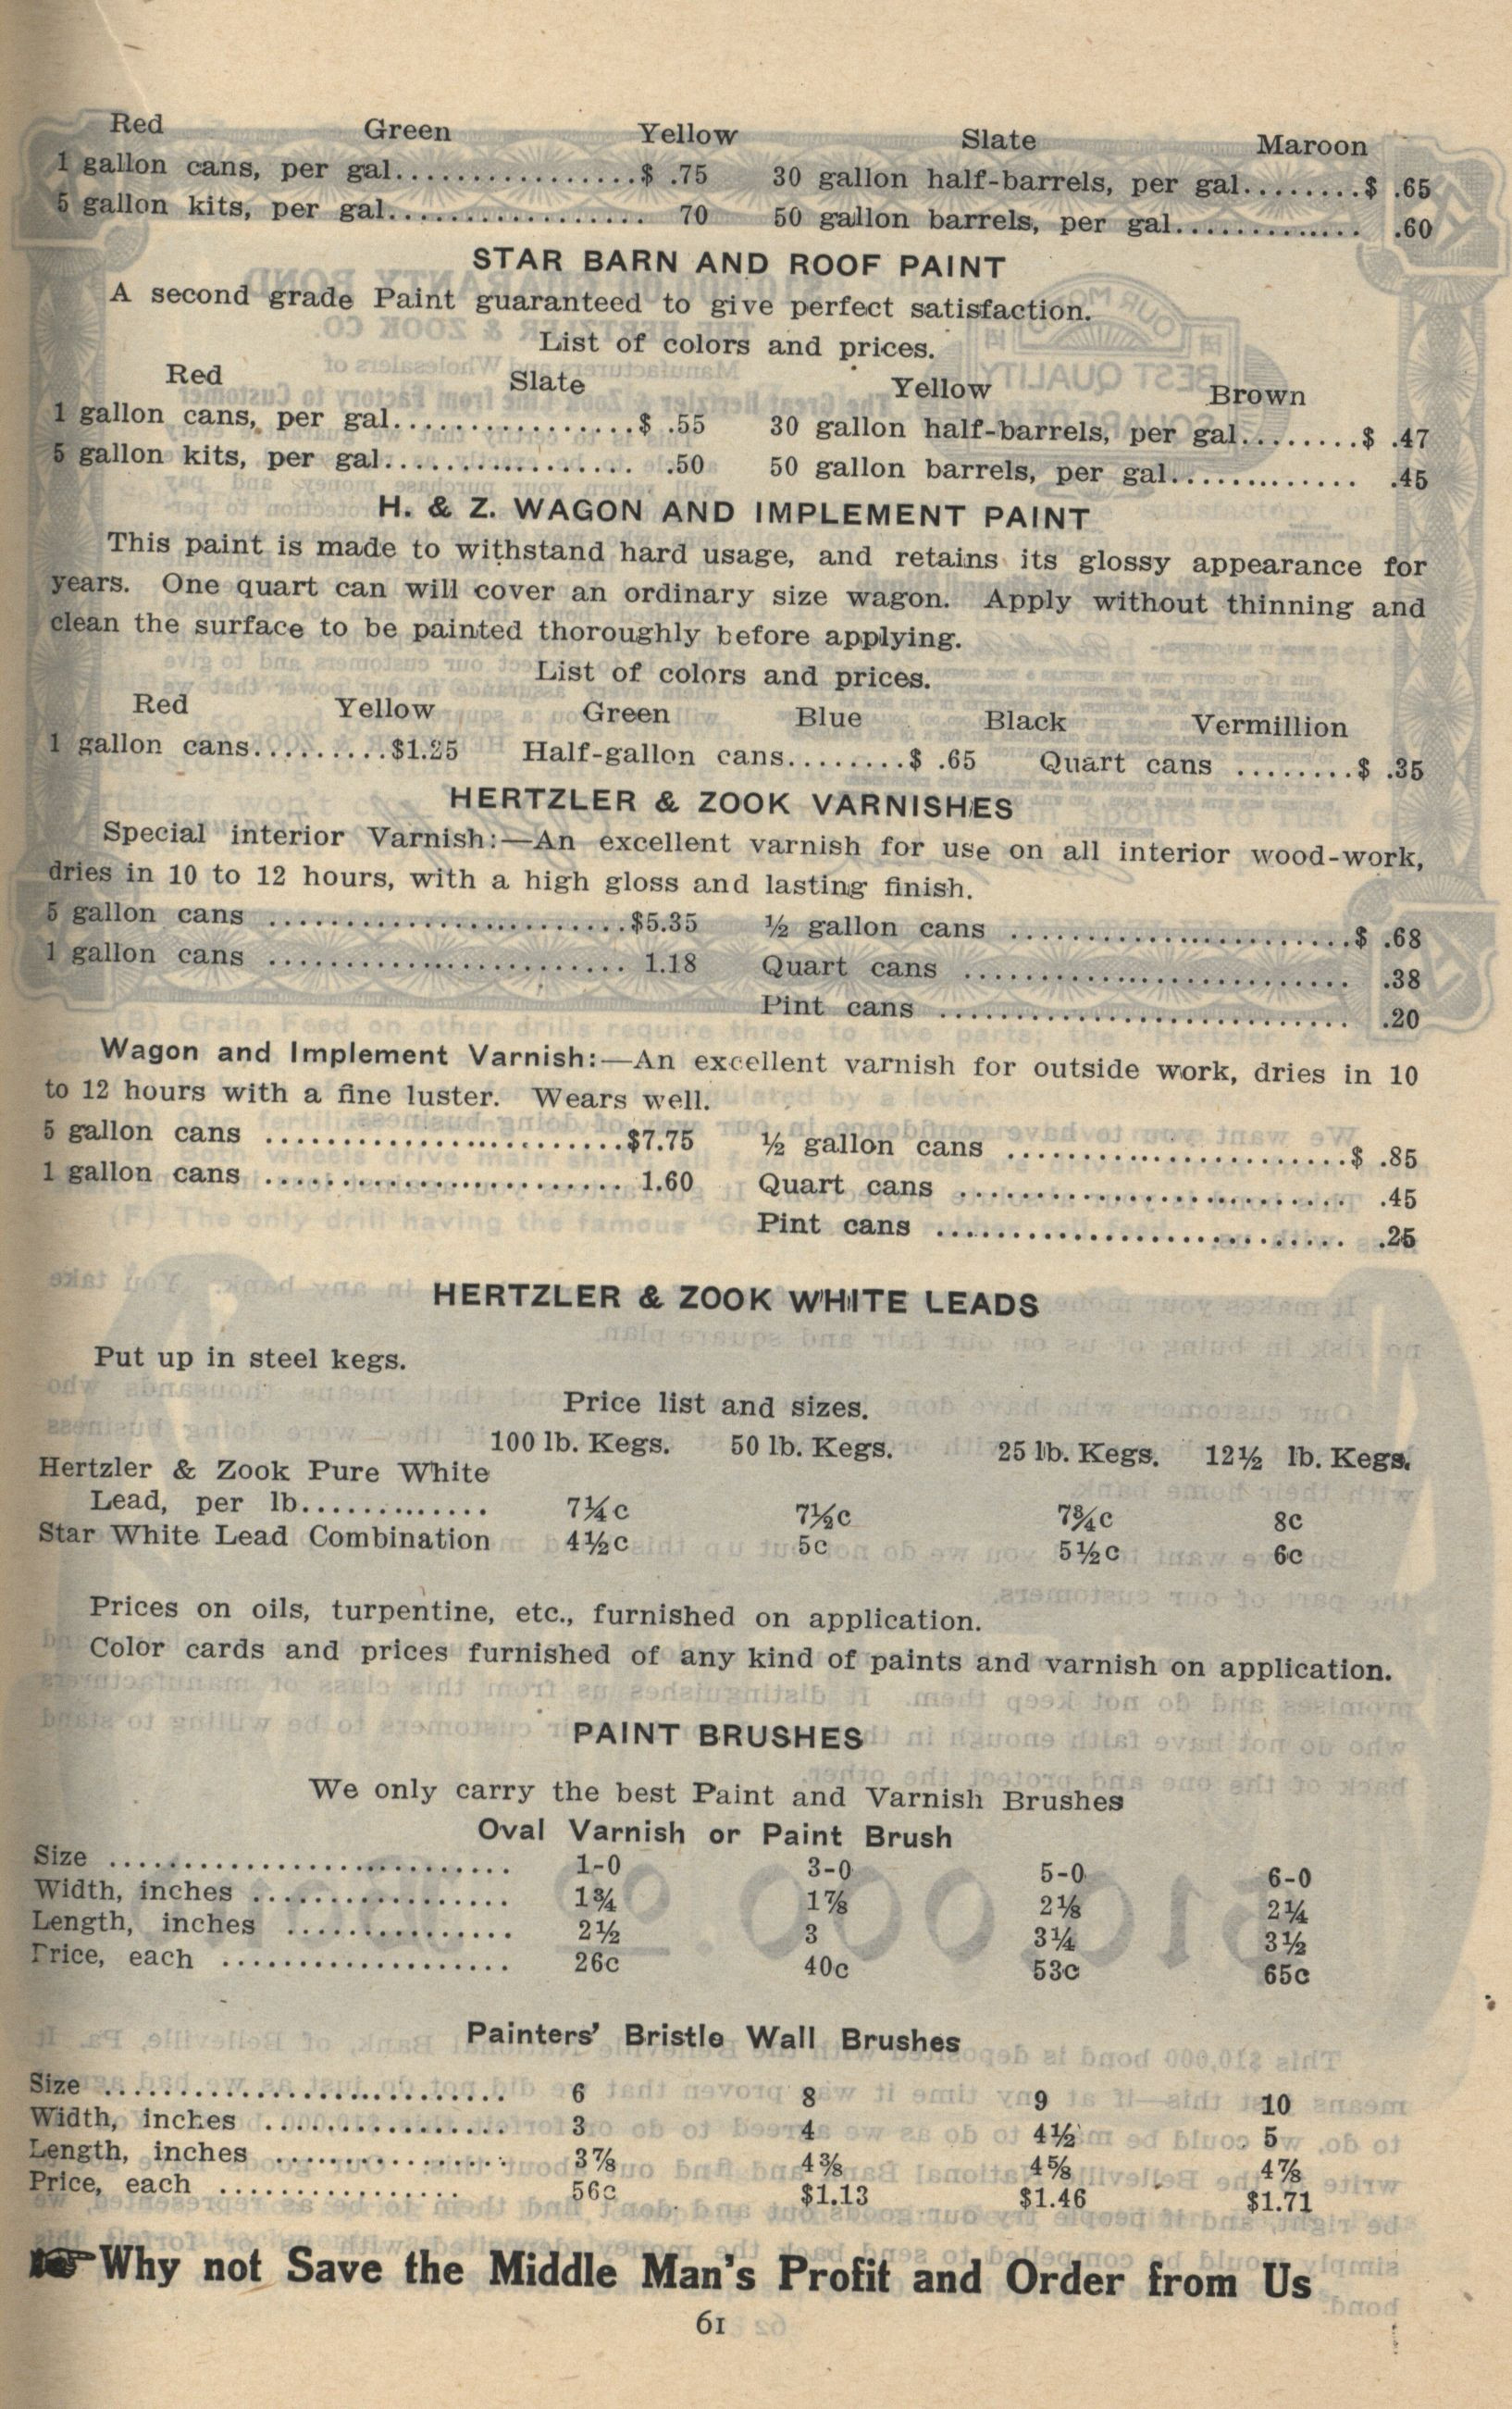 Red Green Yellow Slate Maroon
1 gallon cans, per gal................$ .75 30 gallon half-barrels, per gal........$ .65
5 gallon kits, per gal................. 70 50 gallon barrels, per gal............. .60
STAR BARN AND ROOF PAINT
A second grade Paint guaranteed to give perfect satisfaction.
List of colors and prices.
Red Slate Yellow Brown
1 gallon cans, per gal................$ .55 30 gallon half-barrels, per gal........$ .47
5 gallon kits, per gal................. .50 50 gallon barrels, per gal............. .45
H. & Z. WAGON AND IMPLEMENT PAINT
This paint is made to withstand hard usage, and retains its glossy appearance for
years. One quart can will cover an ordinary size wagon. Apply without thinning and
clean the surface to be painted thoroughly before applying.
List of colors and prices.
Red Yellow Green Blue Black Vermillion
1 gallon cans.........$1.25 Half-gallon cans........$ .65 Quart cans ........$ .35
HERTZLER & ZOOK VARNISHES
Special interior Varnish:—An excellent varnish for use on all interior wood-work,
dries in 10 to 12 hours, with a high gloss and lasting finish.
5 gallon cans ........................$5.35 ½ gallon cans .......................$ .68
1 gallon cans ........................ 1.18 Quart cans .......................... .38
Pint cans ........................... .20
Wagon and Implement Varnish:—An excellent varnish for outside work, dries in 10
to 12 hours with a fine luster. Wears well.
5 gallon cans ........................$7.75 ½ gallon cans .......................$ .85
1 gallon cans ........................ 1.60 Quart cans .......................... .45
Pint cans ........................... .25
HERTZLER & ZOOK WHITE LEADS
Put up in steel kegs.
Price list and sizes.
100 lb. Kegs. 50 lb. Kegs. 25 lb. Kegs. 12½ lb. Kegs.
Hertzler & Zook Pure White
Lead, per lb............. 7¼c 7½c 7¾c 8c
Star White Lead Combination 4½c 5c 5½c 6c
Prices on oils, turpentine, etc., furnished on application.
Color cards and prices furnished of any kind of paints and varnish on application.
PAINT BRUSHES
We only carry the best Paint and Varnish Brushes
Oval Varnish or Paint Brush
Size ........................... 1-0 3-0 5-0 6-0
Width, inches ................. 1¾ 1⅞ 2⅛ 2¼
Length, inches ............... 2½ 3 3¼ 3½
Price, each ................... 26c 40c 53c 65c
Painters' Bristle Wall Brushes
Size ........................... 6 8 9 10
Width, inches ................ 3 4 4½ 5
Length, inches ................ 3⅞ 4⅜ 4⅝ 4⅞
Price, each ................ 56c $1.13 $1.46 $1.71
☛Why not Save the Middle Man's Profit and Order from Us
61